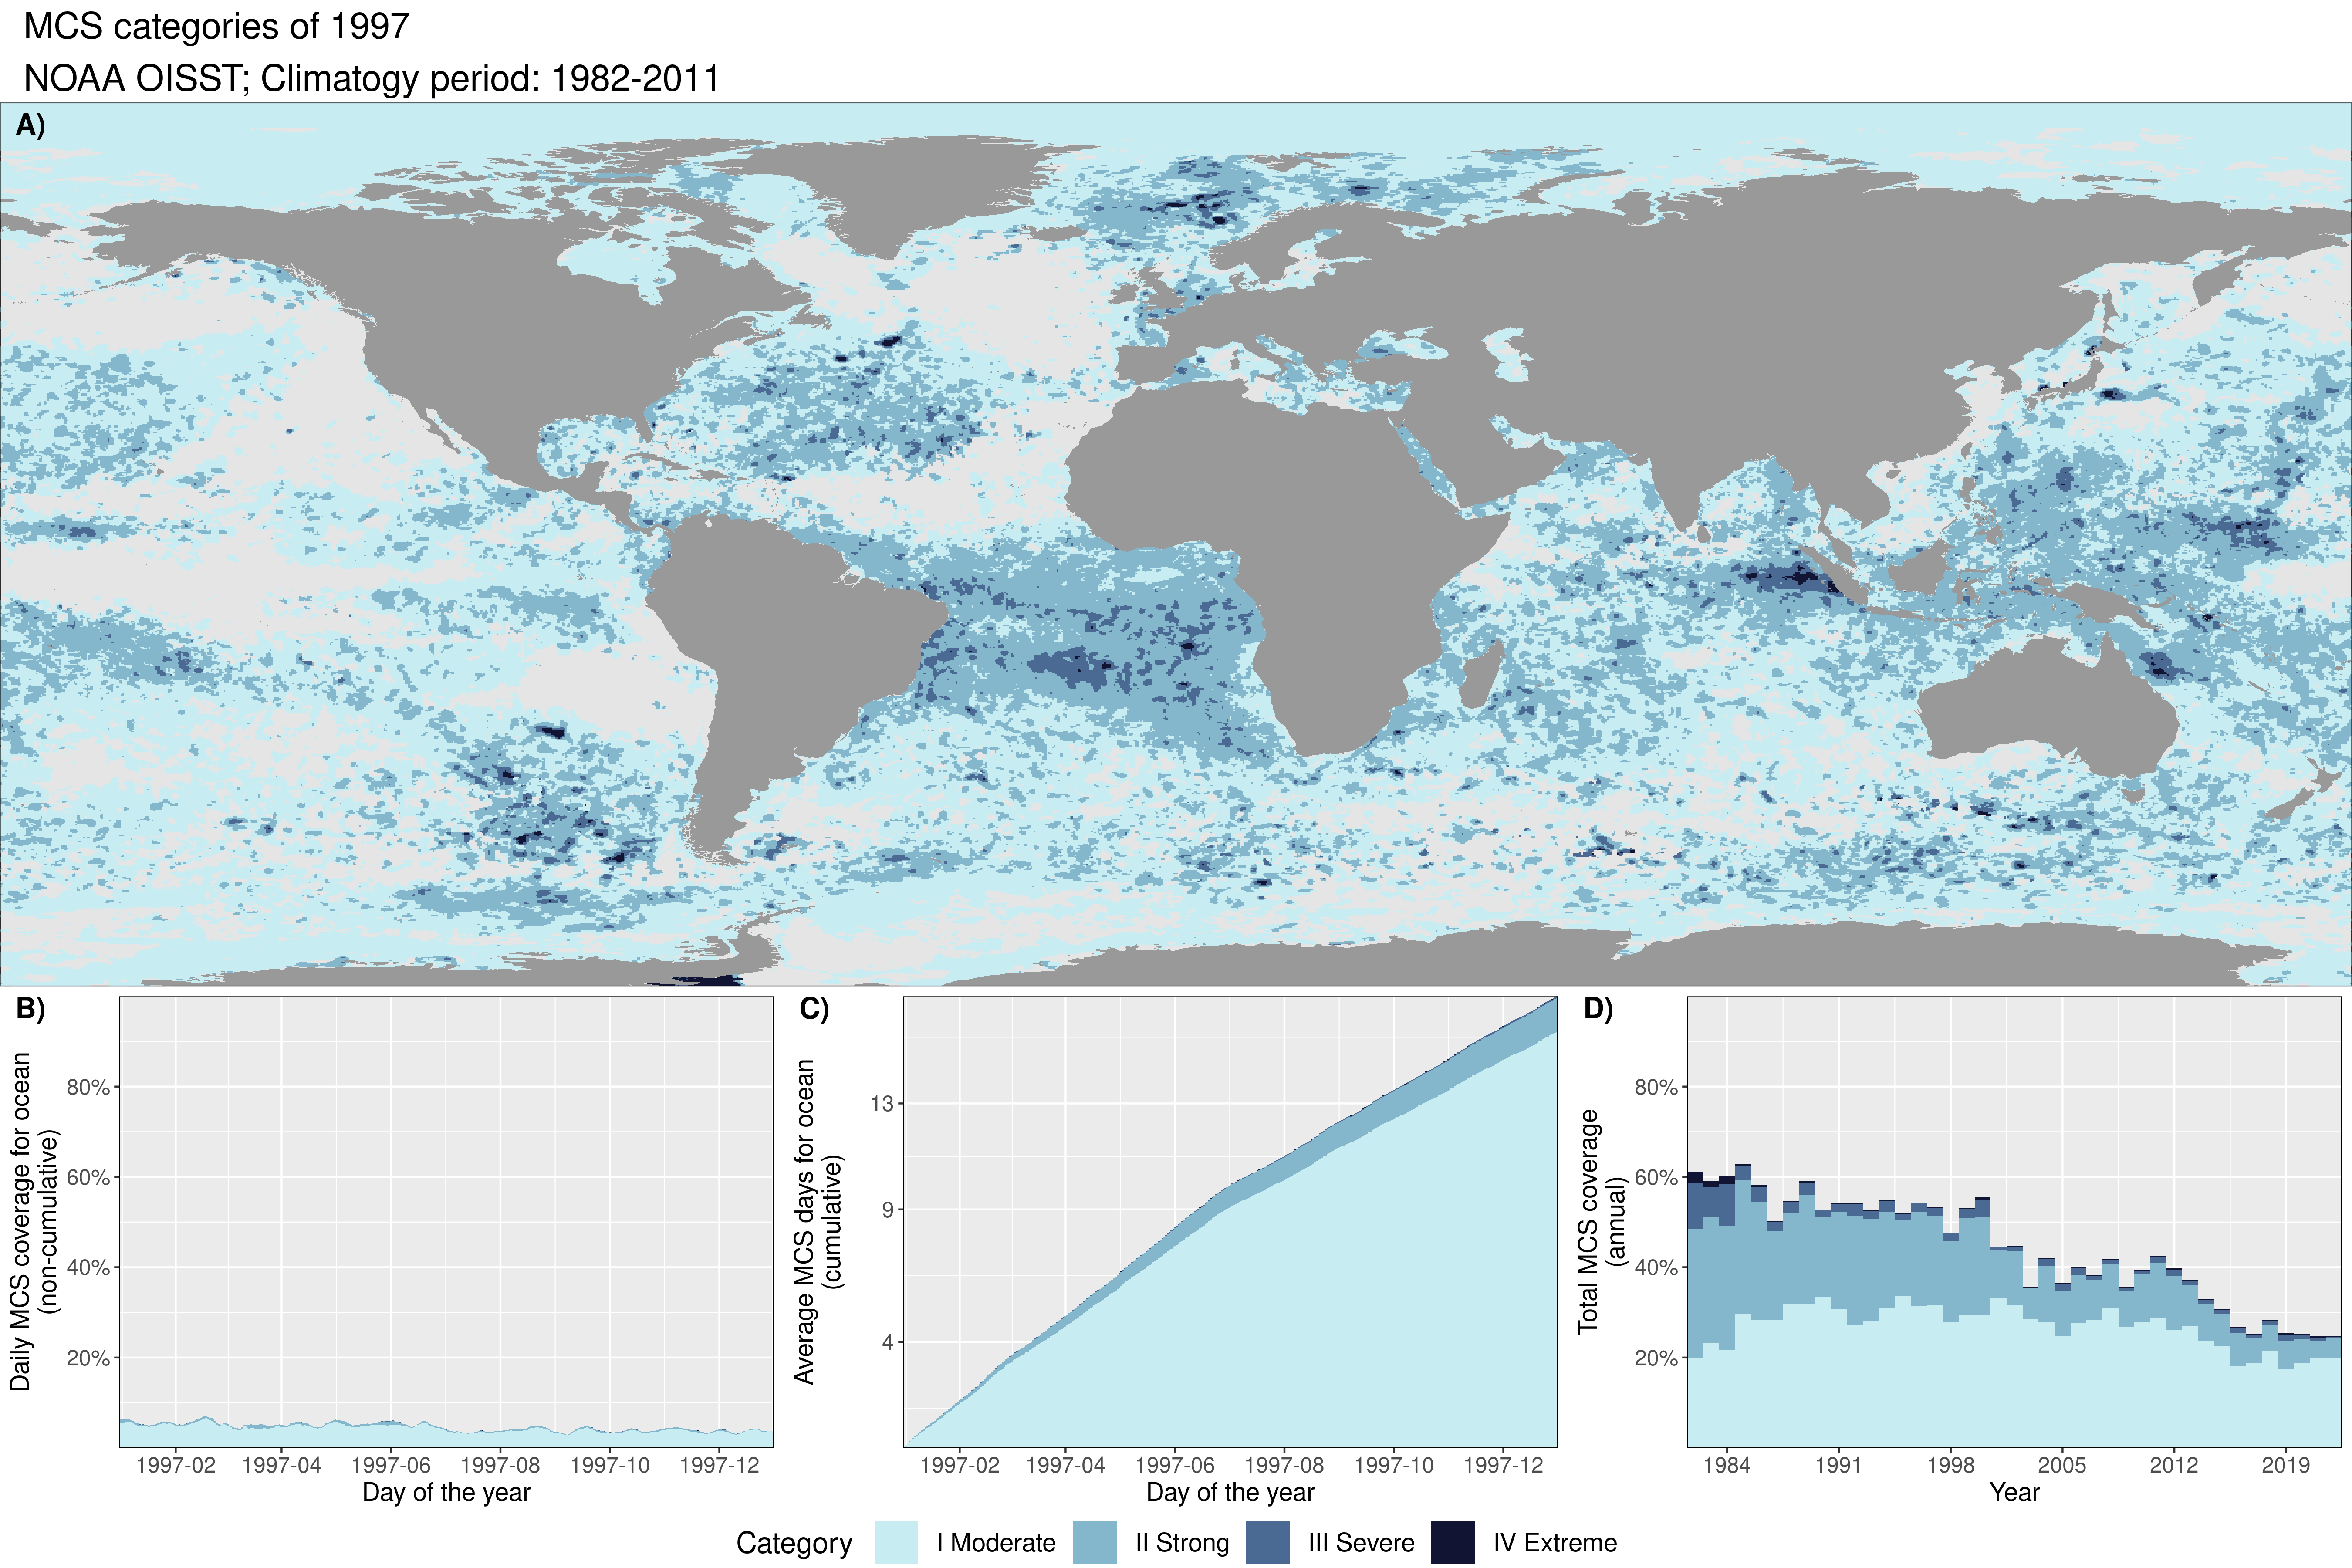 MCS categories of 1997
NOAA OISST; Climatogy period: 1982-2011
A)
B)
Daily MCS coverage for ocean
(non-cumulative)
80%
60%
40%
20%
1997-02 1997-04 1997-06 1997-08 1997-10 1997-12
Day of the year
C)
Average MCS days for ocean
(cumulative)
13
9
4
1997-02 1997-04 1997-06 1997-08 1997-10 1997-12
Day of the year
D)
Total MCS coverage
(annual)
80%
60%
40%
20%
1984 1991 1998 2005 2012 2019
Year
Category I Moderate II Strong III Severe IV Extreme